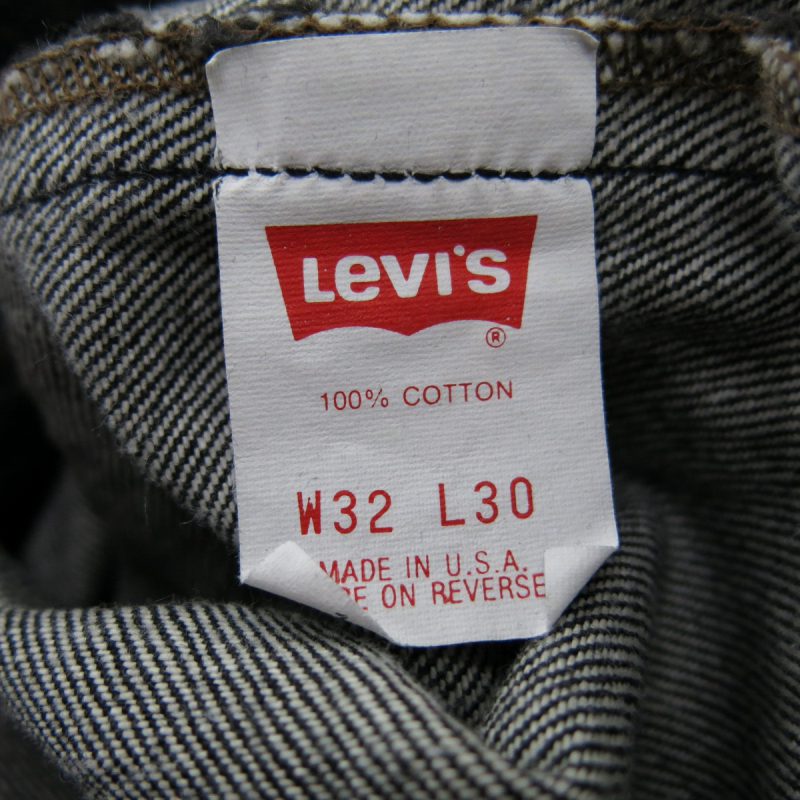 LEVI'S
®
100% COTTON
W32 L30
MADE IN U.S.A.
ON REVERSE